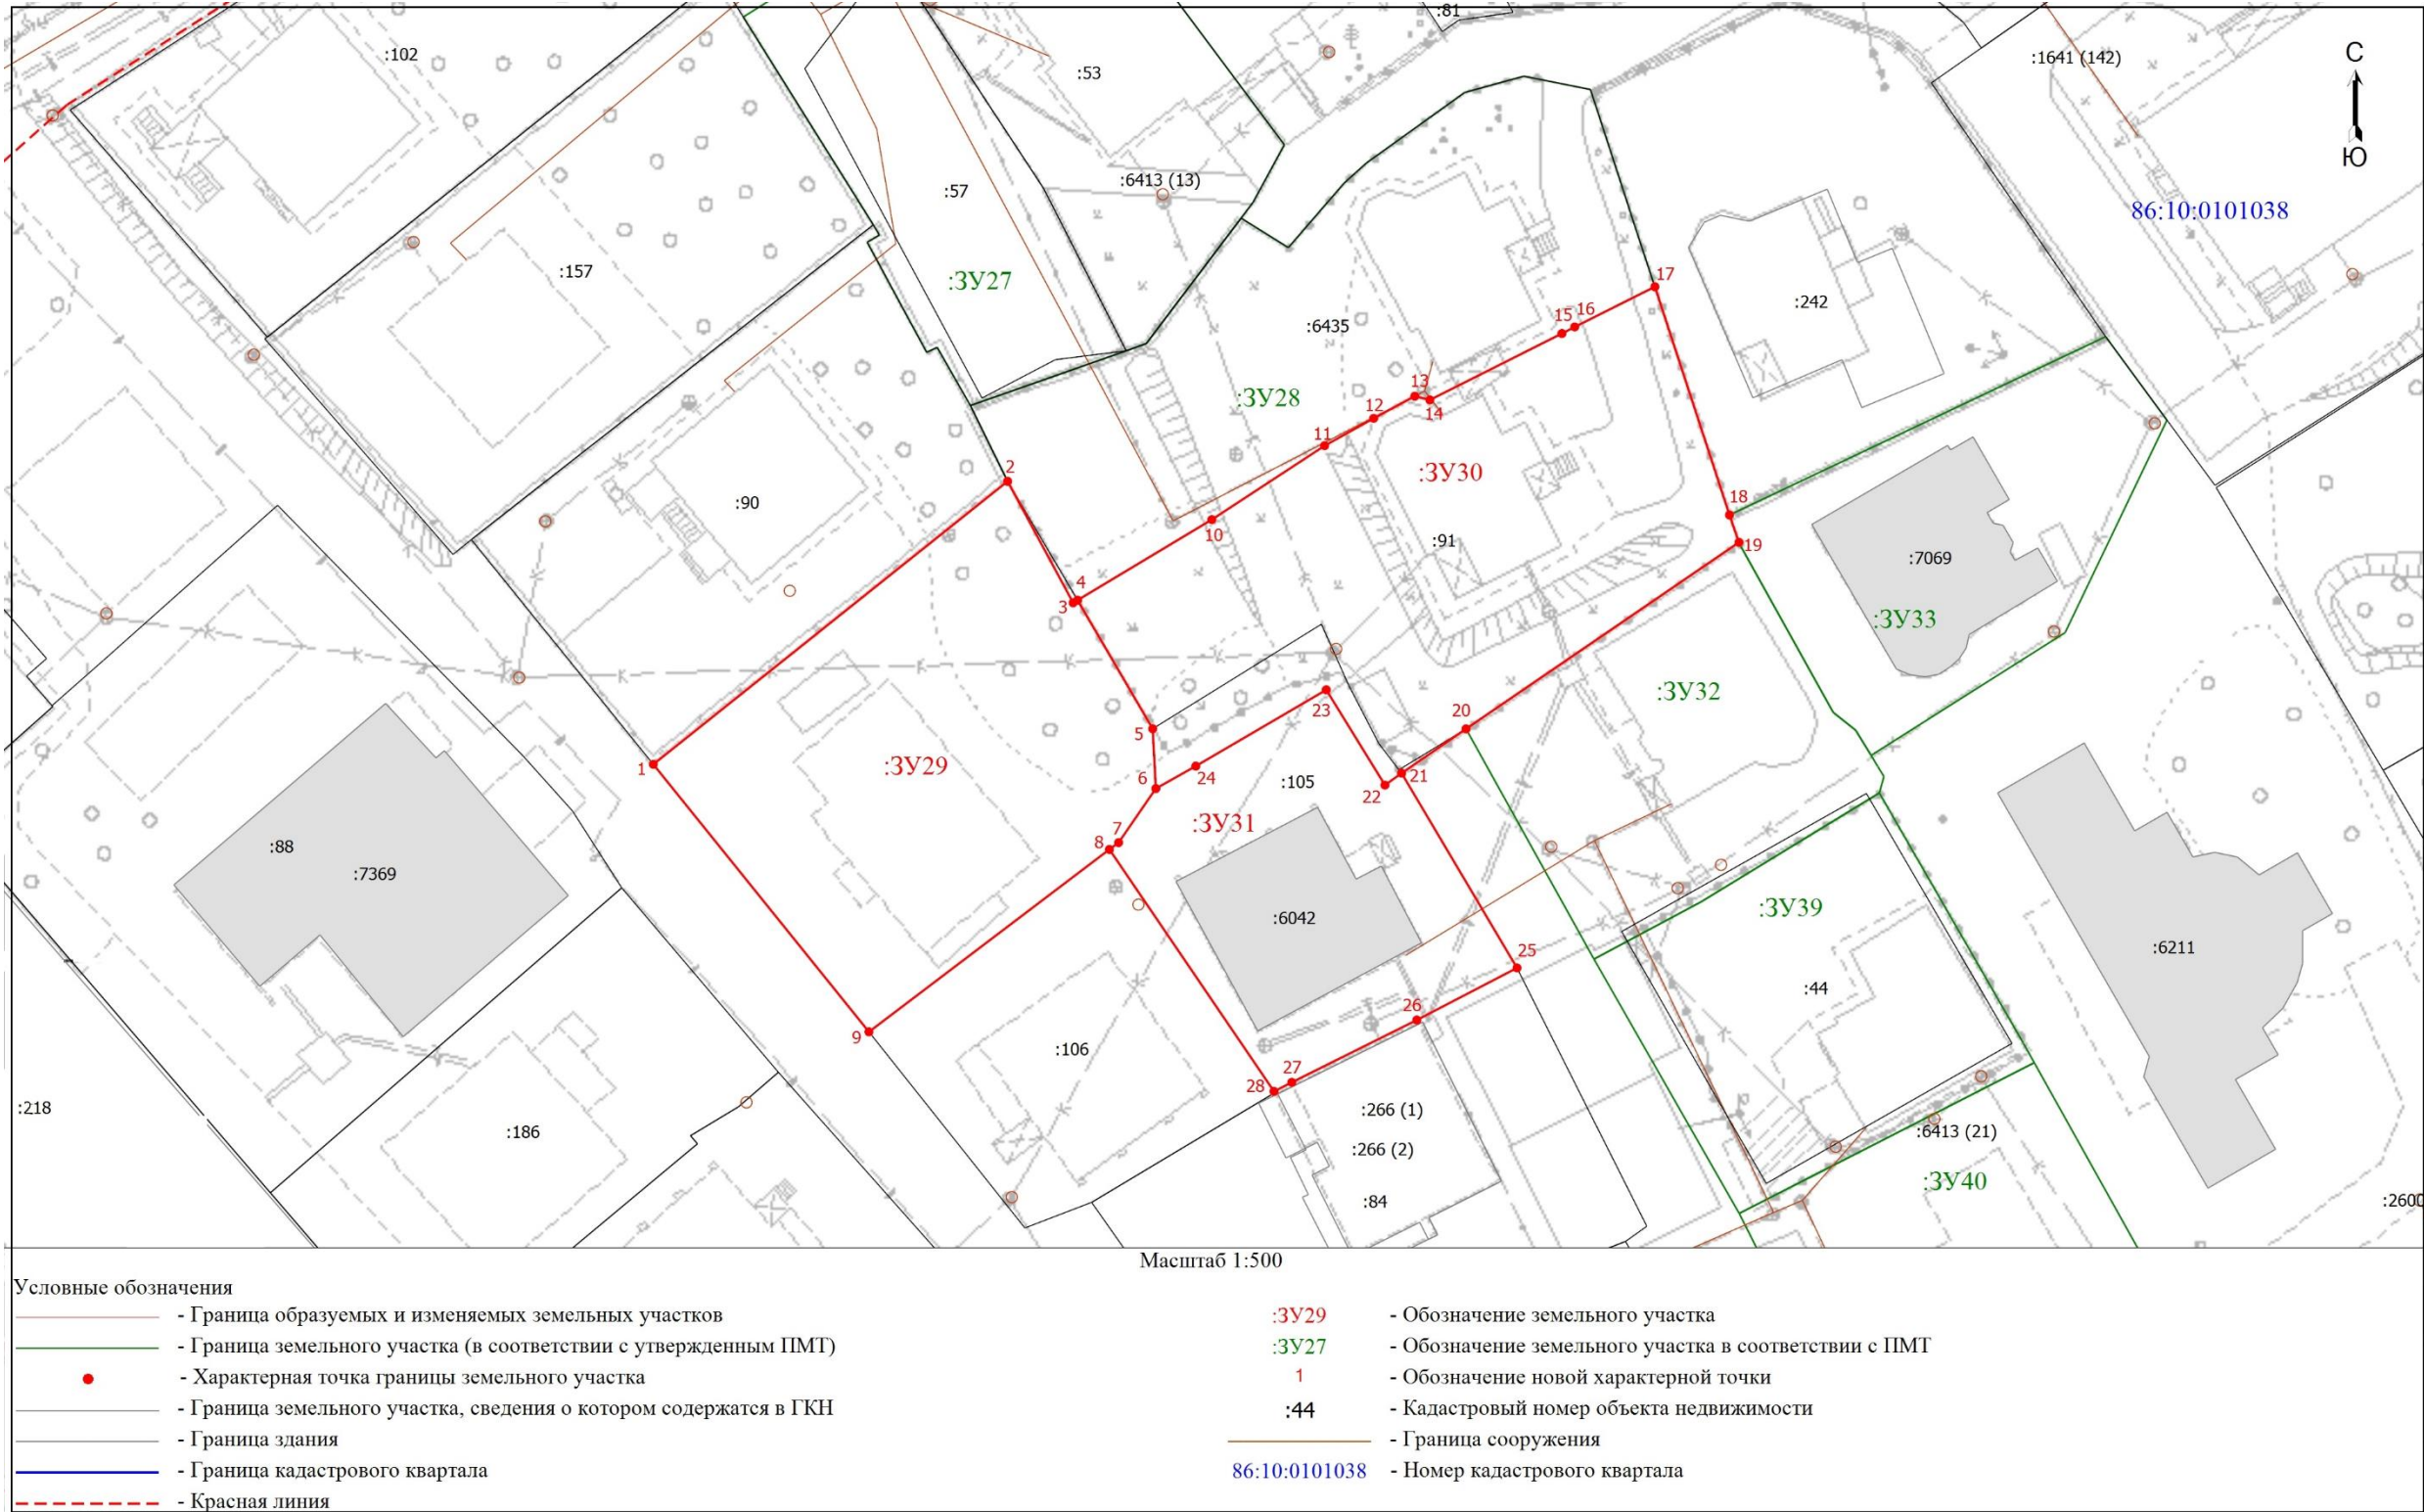 :81
:102
:53
:1641 (142)
С
Ю
:6413 (13)
:57
86:10:0101038
:157
:ЗУ27
:6435
17
:242
15
16
:ЗУ28
13
14
12
11
2
:ЗУ30
:90
18
10
:91
19
:7069
4
3
:ЗУ33
:ЗУ32
20
23
5
:ЗУ29
1
6
24
:105
21
22
:ЗУ31
7
8
:88
:7369
:ЗУ39
:6042
:6211
25
:44
26
9
:106
27
28
:218
:266 (1)
:186
:6413 (21)
:266 (2)
:ЗУ40
:84
:2600
Масштаб 1:500
Условные обозначения
- Граница образуемых и изменяемых земельных участков
- Граница земельного участка (в соответствии с утвержденным ПМТ)
- Характерная точка границы земельного участка
- Граница земельного участка, сведения о котором содержатся в ГКН
- Граница здания
- Граница кадастрового квартала
- Красная линия
:ЗУ29 - Обозначение земельного участка
:ЗУ27 - Обозначение земельного участка в соответствии с ПМТ
1 - Обозначение новой характерной точки
:44 - Кадастровый номер объекта недвижимости
- Граница сооружения
86:10:0101038 - Номер кадастрового квартала